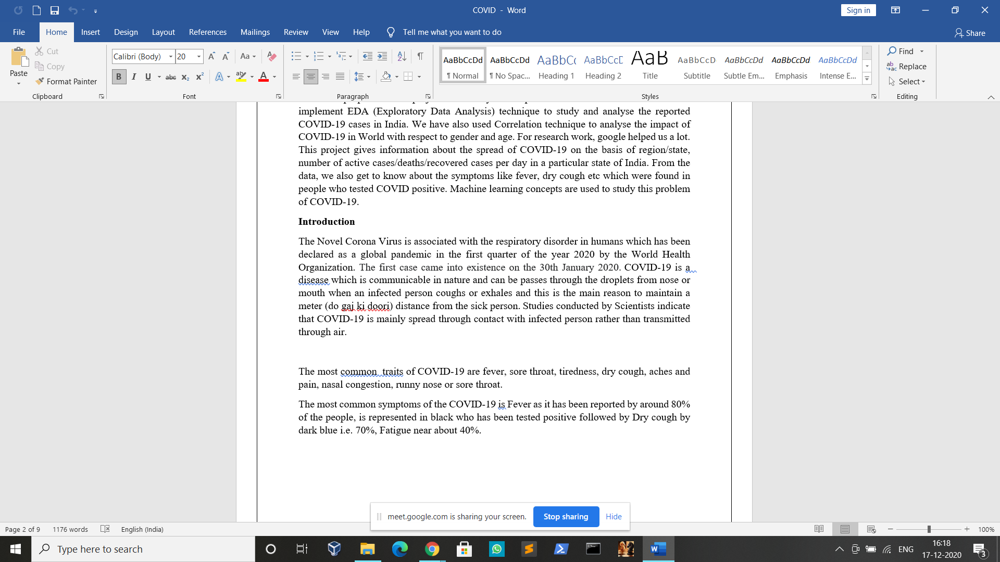 COVID - Word
Sign in
File Home Insert Design Layout References Mailings Review View Help Tell me what you want to do Share
Paste
Cut
Copy
Format Painter
Clipboard
Calibri (Body) 20
Font
Paragraph
AaBbCcDd AaBbCcDd AaBbCc AaBbCcE AaB AaBbCcD AaBbCcDd AaBbCcDd AaBbCcDd
¶ Normal ¶ No Spac... Heading 1 Heading 2 Title Subtitle Subtle Em... Emphasis Intense E...
Styles
Find
Replace
Select
Editing
implement EDA (Exploratory Data Analysis) technique to study and analyse the reported
COVID-19 cases in India. We have also used Correlation technique to analyse the impact of
COVID-19 in World with respect to gender and age. For research work, google helped us a lot.
This project gives information about the spread of COVID-19 on the basis of region/state,
number of active cases/deaths/recovered cases per day in a particular state of India. From the
data, we also get to know about the symptoms like fever, dry cough etc which were found in
people who tested COVID positive. Machine learning concepts are used to study this problem
of COVID-19.
Introduction
The Novel Corona Virus is associated with the respiratory disorder in humans which has been
declared as a global pandemic in the first quarter of the year 2020 by the World Health
Organization. The first case came into existence on the 30th January 2020. COVID-19 is a
disease which is communicable in nature and can be passes through the droplets from nose or
mouth when an infected person coughs or exhales and this is the main reason to maintain a
meter (do gaj ki doori) distance from the sick person. Studies conducted by Scientists indicate
that COVID-19 is mainly spread through contact with infected person rather than transmitted
through air.
The most common  traits of COVID-19 are fever, sore throat, tiredness, dry cough, aches and
pain, nasal congestion, runny nose or sore throat.
The most common symptoms of the COVID-19 is Fever as it has been reported by around 80%
of the people, is represented in black who has been tested positive followed by Dry cough by
dark blue i.e. 70%, Fatigue near about 40%.
meet.google.com is sharing your screen. Stop sharing Hide
Page 2 of 9 1176 words English (India) 100%
Type here to search
ENG
16:18
17-12-2020
3